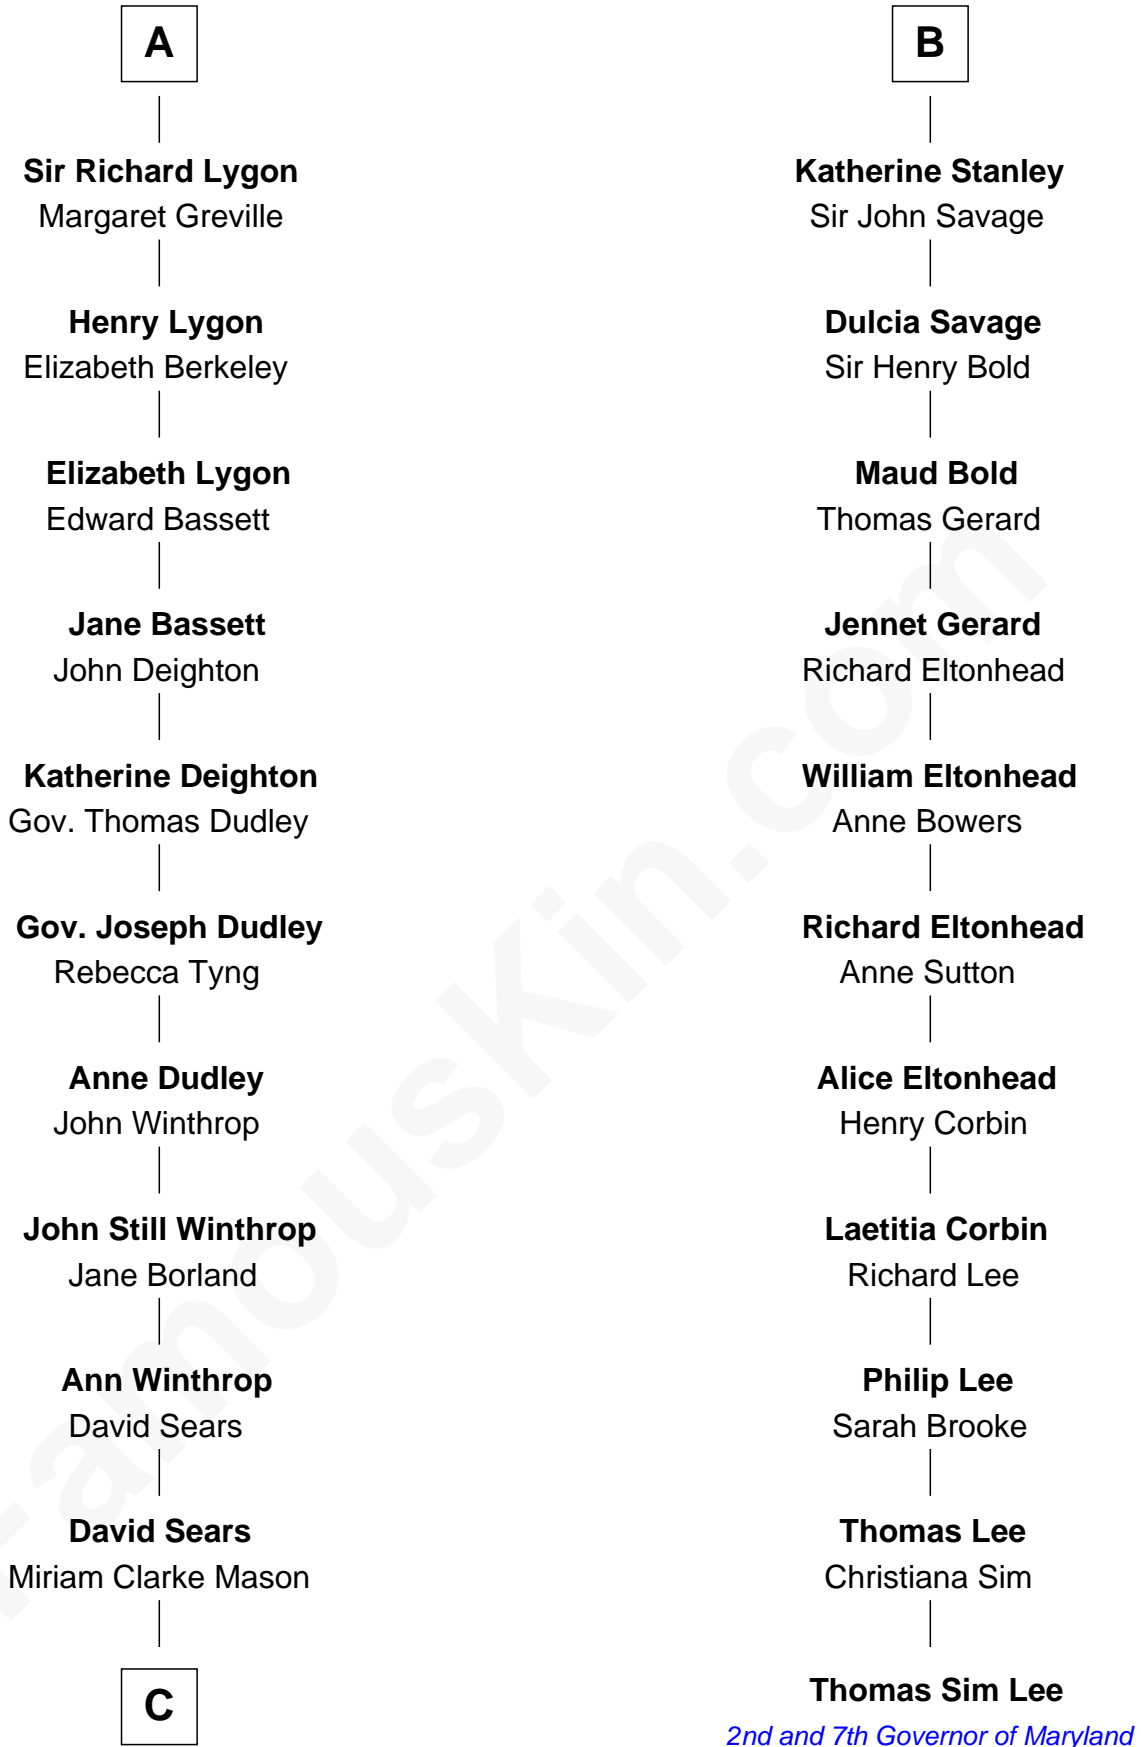 A
Sir Richard Lygon
Margaret Greville
Henry Lygon
Elizabeth Berkeley
Elizabeth Lygon
Edward Bassett
Jane Bassett
John Deighton
Katherine Deighton
Gov. Thomas Dudley
Gov. Joseph Dudley
Rebecca Tyng
Anne Dudley
John Winthrop
John Still Winthrop
Jane Borland
Ann Winthrop
David Sears
David Sears
Miriam Clarke Mason
C
B
Katherine Stanley
Sir John Savage
Dulcia Savage
Sir Henry Bold
Maud Bold
Thomas Gerard
Jennet Gerard
Richard Eltonhead
William Eltonhead
Anne Bowers
Richard Eltonhead
Anne Sutton
Alice Eltonhead
Henry Corbin
Laetitia Corbin
Richard Lee
Philip Lee
Sarah Brooke
Thomas Lee
Christiana Sim
Thomas Sim Lee
2nd and 7th Governor of Maryland
FamousKin.com